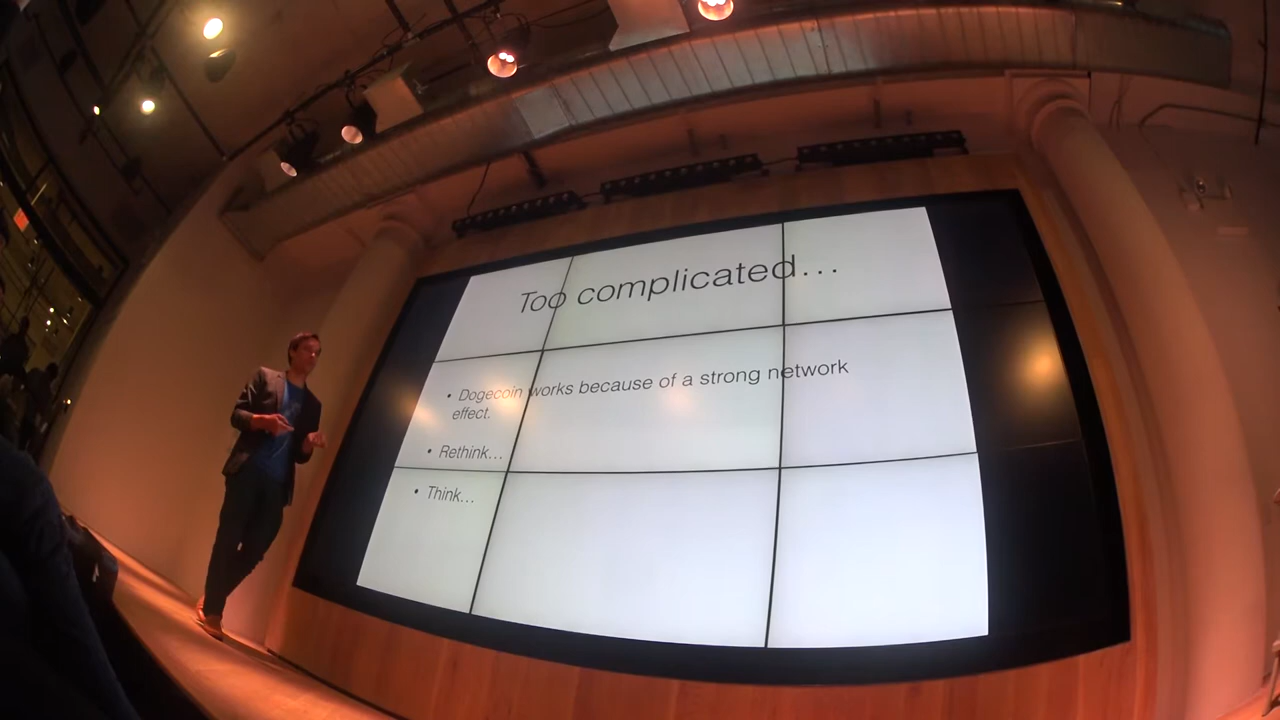 Too complicated...
• Dogecoin works because of a strong network
effect.
• Rethink...
• Think...